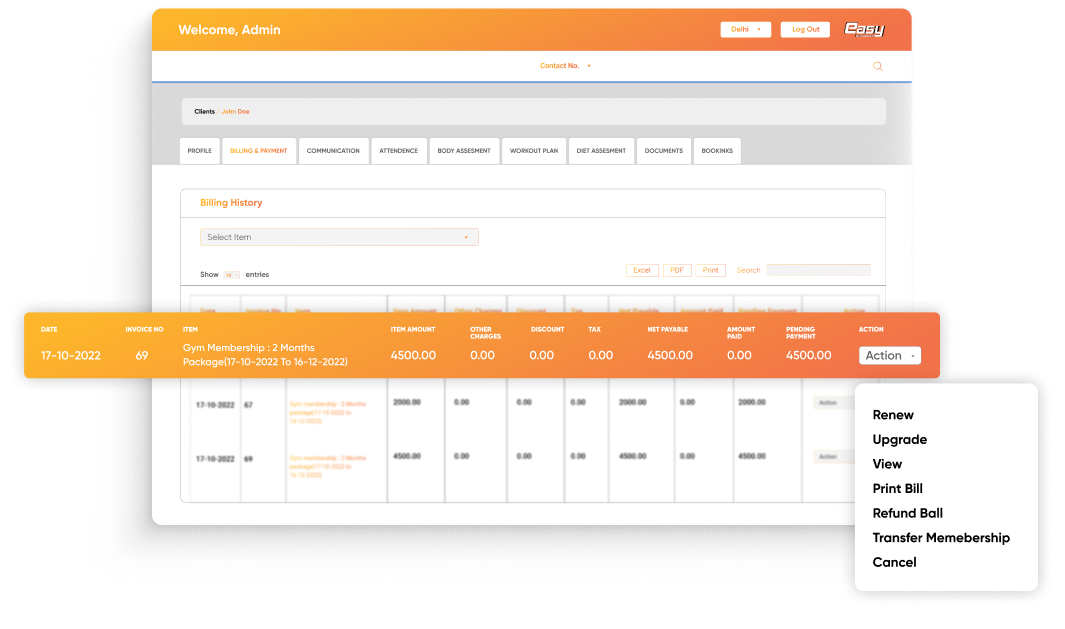 Welcome, Admin
Delhi
Log Out
Easy
Contact No.
Clients / John Doe
PROFILE
BILLING & PAYMENT
COMMUNICATION
ATTENDENCE
BODY ASSESMENT
WORKOUT PLAN
DIET ASSESMENT
DOCUMENTS
BOOKINKS
Billing History
Select Item
Show 10 entries
Excel
PDF
Print
Search
DATE INVOICE NO ITEM ITEM AMOUNT OTHER CHARGES DISCOUNT TAX NET PAYABLE AMOUNT PAID PENDING PAYMENT ACTION
17-10-2022 69 Gym Membership : 2 Months
Package(17-10-2022 To 16-12-2022) 4500.00 0.00 0.00 0.00 4500.00 0.00 4500.00 Action
17-10-2022 67 Gym membership : 2 Months 2000.00 0.00 0.00 0.00 2000.00 0.00 2000.00 Action
package(17-10-2022 to
16-12-2022)
17-10-2022 69 Gym membership : 2 Months 4500.00 0.00 0.00 0.00 4500.00 0.00 4500.00 Action
package(17-10-2022 to
16-12-2022)
Renew
Upgrade
View
Print Bill
Refund Ball
Transfer Memebership
Cancel